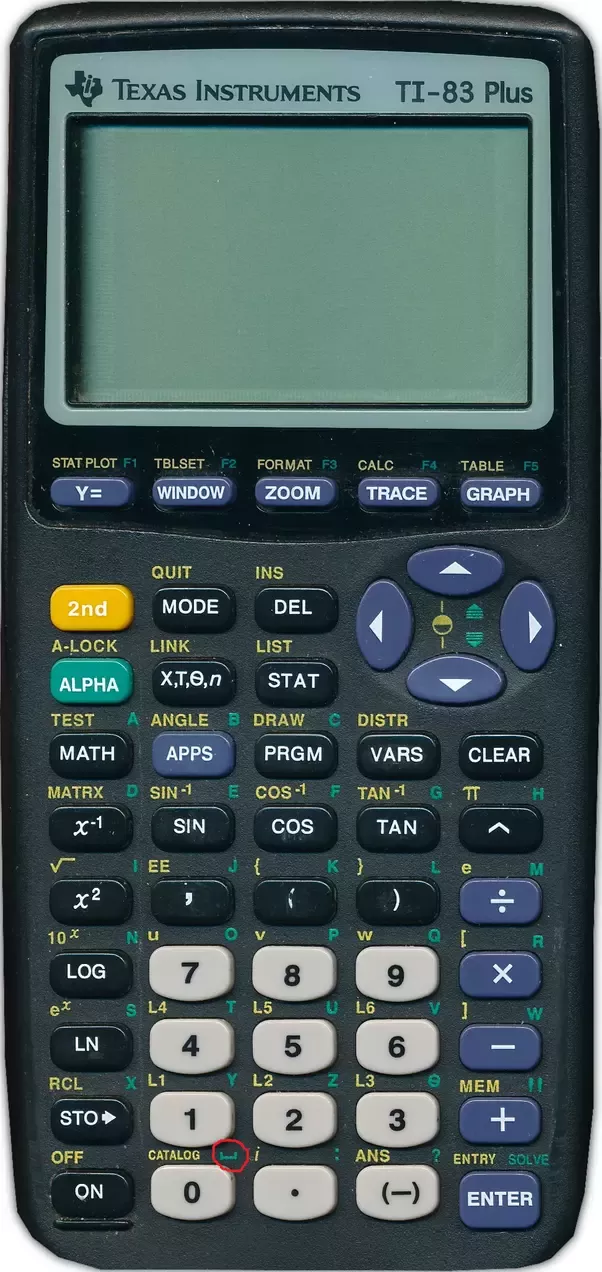 TEXAS INSTRUMENTS TI-83 Plus
STAT PLOT F1 TBLSET F2 FORMAT F3 CALC F4 TABLE F5
Y= WINDOW ZOOM TRACE GRAPH
QUIT INS
2nd MODE DEL
A-LOCK LINK LIST
ALPHA X,T,Θ,n STAT
TEST A ANGLE B DRAW C DISTR
MATH APPS PRGM VARS CLEAR
MATRX D SIN⁻¹ E COS⁻¹ F TAN⁻¹ G π H
x⁻¹ SIN COS TAN ^
√ I EE J { K } L e M
x² , ( ) ÷
10ˣ N u O v P w Q [ R
LOG 7 8 9 ×
eˣ S L4 T L5 U L6 V ] W
LN 4 5 6 −
RCL X L1 Y L2 Z L3 Θ MEM "
STO▸ 1 2 3 +
OFF CATALOG ⎵ i : ANS ? ENTRY SOLVE
ON 0 . (−) ENTER